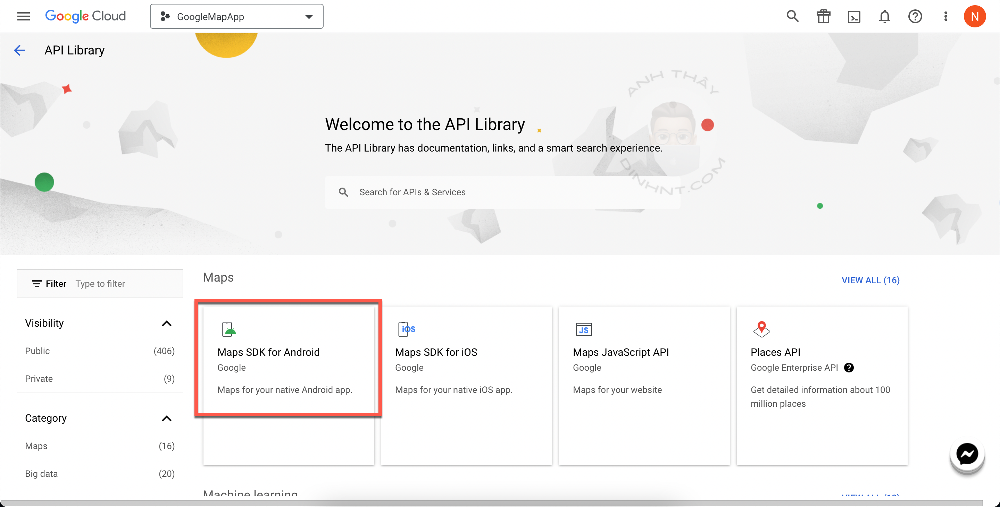 Google Cloud
GoogleMapApp
N
API Library
ANH THẦY
DINHNT.COM
Welcome to the API Library
The API Library has documentation, links, and a smart search experience.
Search for APIs & Services
Filter Type to filter
Visibility
Public (406)
Private (9)
Category
Maps (16)
Big data (20)
Maps
VIEW ALL (16)
Maps SDK for Android
Google
Maps for your native Android app.
iOS
Maps SDK for iOS
Google
Maps for your native iOS app.
JS
Maps JavaScript API
Google
Maps for your website
Places API
Google Enterprise API
Get detailed information about 100
million places
Machine learning
VIEW ALL